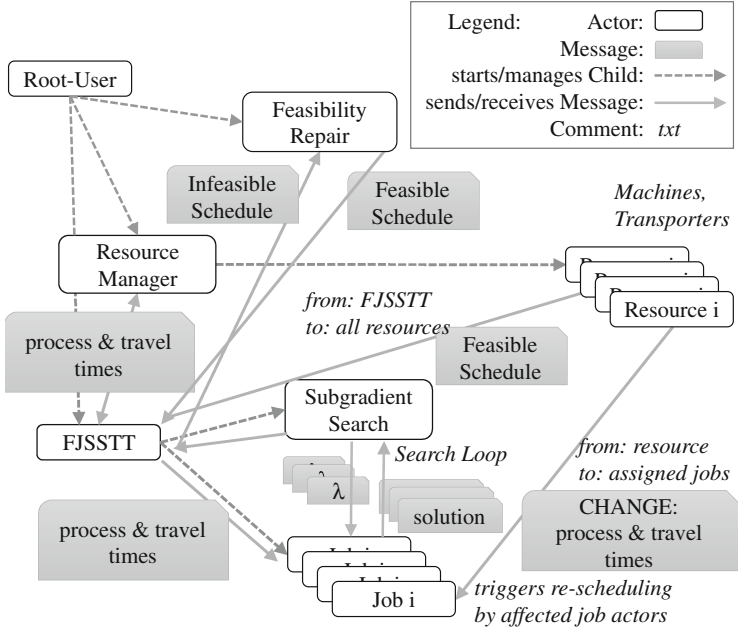 Legend: Actor:
Message:
starts/manages Child:
sends/receives Message:
Comment: txt
Root-User
Feasibility
Repair
Infeasible
Schedule
Feasible
Schedule
Machines,
Transporters
Resource
Manager
Resource i
from: FJSSTT
to: all resources
process & travel
times
Feasible
Schedule
Subgradient
Search
FJSSTT
Search Loop
from: resource
to: assigned jobs
λ
solution
process & travel
times
CHANGE:
process & travel
times
Job i
triggers re-scheduling
by affected job actors